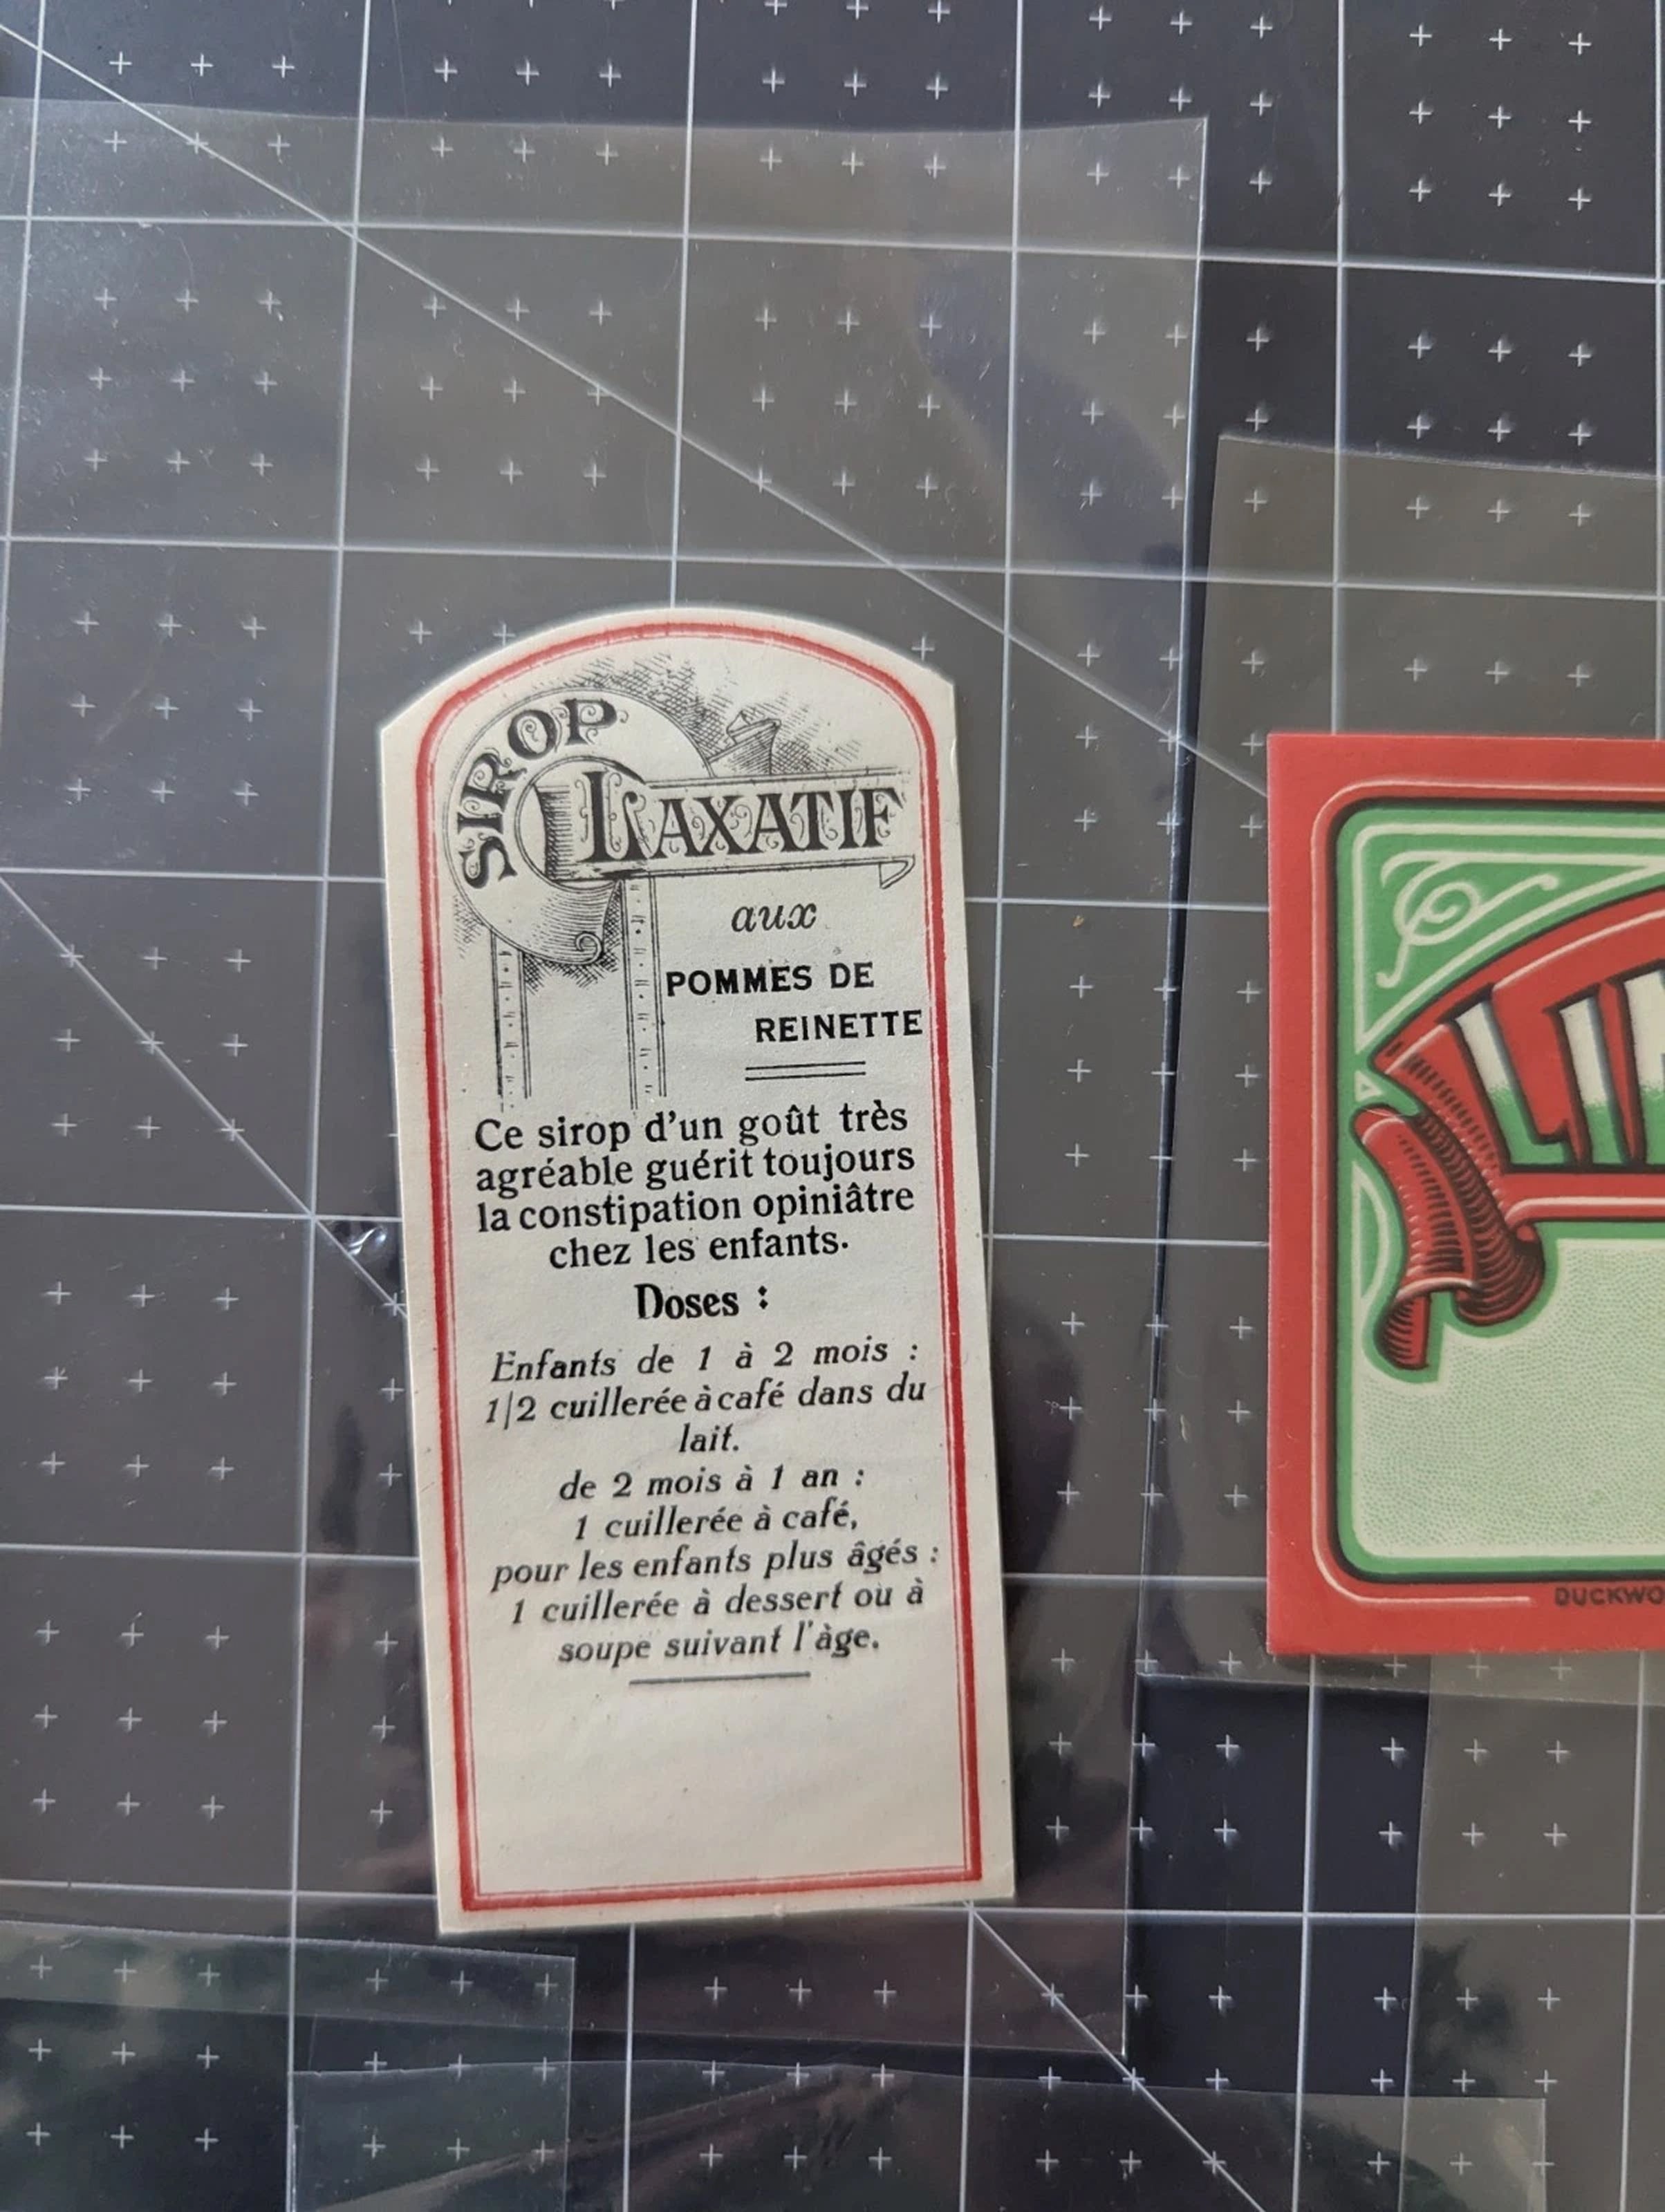 SIROP
LAXATIF
aux
POMMES DE
REINETTE
Ce sirop d'un goût très
agréable guérit toujours
la constipation opiniâtre
chez les enfants.
Doses :
Enfants de 1 à 2 mois :
1/2 cuillerée à café dans du
lait.
de 2 mois à 1 an :
1 cuillerée à café,
pour les enfants plus âgés :
1 cuillerée à dessert ou à
soupe suivant l'àge.